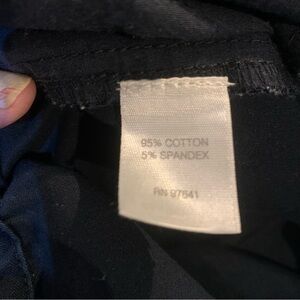 95% COTTON
5% SPANDEX
RN 97541